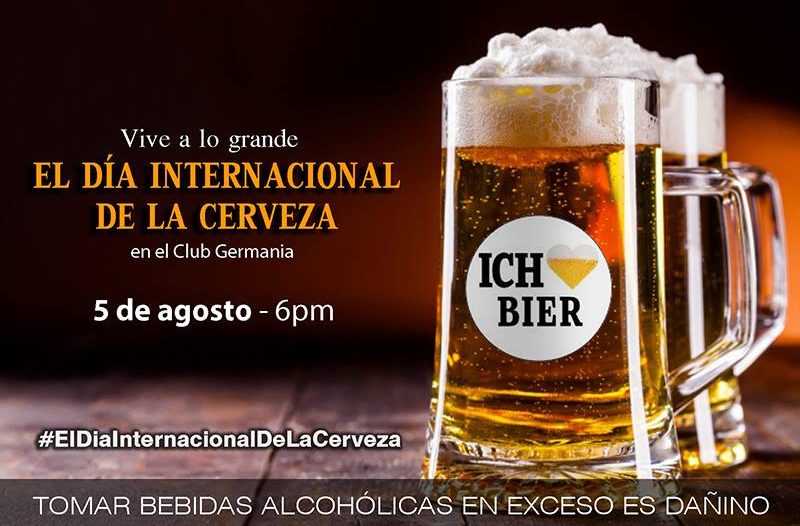 Vive a lo grande
EL DÍA INTERNACIONAL
DE LA CERVEZA
en el Club Germania
5 de agosto - 6pm
ICH
BIER
#ElDiaInternacionalDeLaCerveza
TOMAR BEBIDAS ALCOHÓLICAS EN EXCESO ES DAÑINO